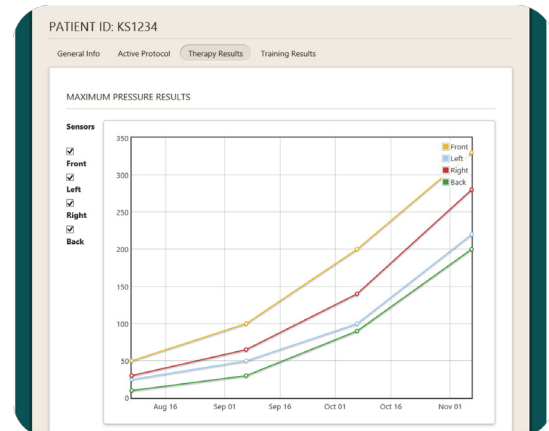 PATIENT ID: KS1234
General Info Active Protocol Therapy Results Training Results
MAXIMUM PRESSURE RESULTS
Sensors
Front
Left
Right
Back
350
300
250
200
150
100
50
0
Aug 16 Sep 01 Sep 16 Oct 01 Oct 16 Nov 01
Front
Left
Right
Back